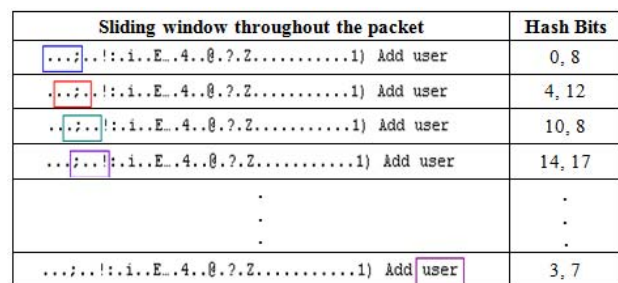 Sliding window throughout the packet Hash Bits
...;..!:.i..E...4..@.?.Z...........1) Add user 0, 8
...;..!:.i..E...4..@.?.Z...........1) Add user 4, 12
...;..!:.i..E...4..@.?.Z...........1) Add user 10, 8
...;..!:.i..E...4..@.?.Z...........1) Add user 14, 17
. .
. .
. .
...;..!:.i..E...4..@.?.Z...........1) Add user 3, 7